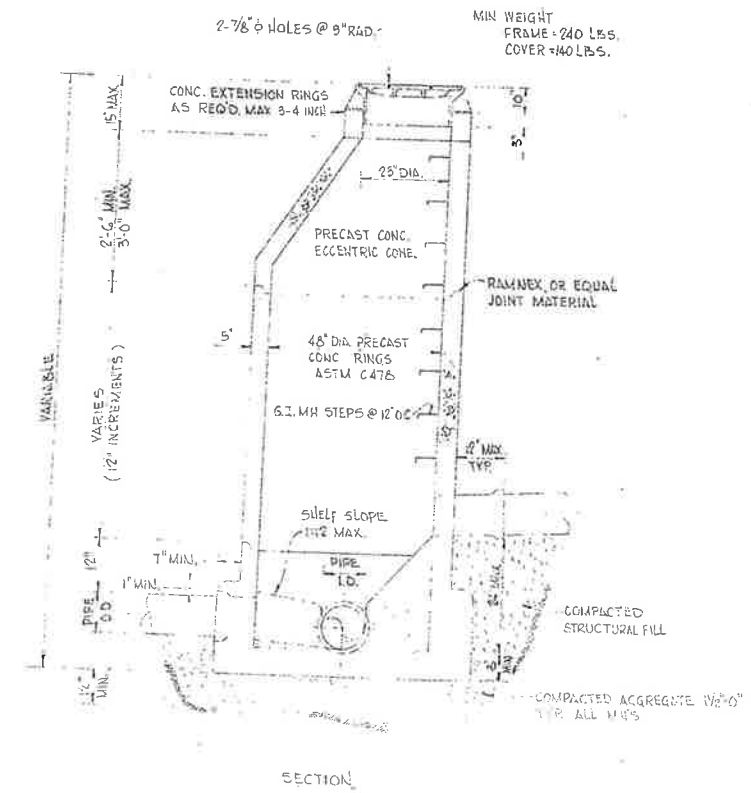 2-7/8" φ HOLES @ 9" RAD.
MIN WEIGHT
FRAME = 240 LBS.
COVER = 140 LBS.
CONC. EXTENSION RINGS
AS REQ'D, MAX 3-4 INCH
15" MAX.
10"
3"
23" DIA.
2'-6" MIN.
3'-0" MAX.
PRECAST CONC.
ECCENTRIC CONE.
RAMNEX, OR EQUAL
JOINT MATERIAL
5"
48" DIA. PRECAST
CONC RINGS
ASTM C478
VARIABLE
VARIES
(12" INCREMENTS)
G.I. MH STEPS @ 12" OC
12" MAX.
TYP.
SHELF SLOPE
MAX.
12"
7" MIN.
PIPE
I.D.
1" MIN.
PIPE
O.D.
COMPACTED
STRUCTURAL FILL
12"
MIN.
MIN
COMPACTED AGGREGATE 1 1/2"-0"
TYP. ALL MH'S
SECTION